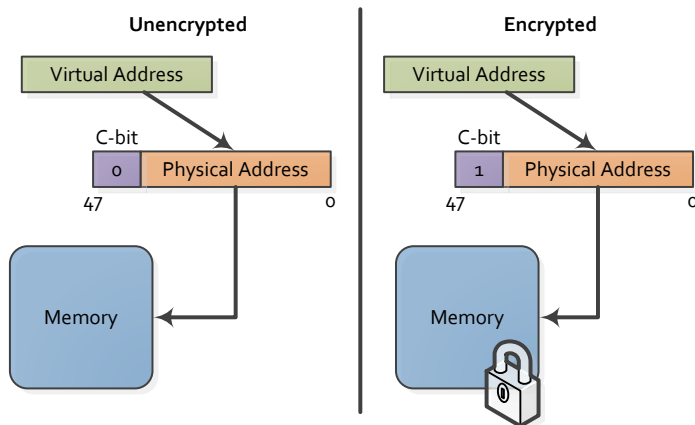 Unencrypted
Virtual Address
C-bit
0 Physical Address
47 0
Memory
Encrypted
Virtual Address
C-bit
1 Physical Address
47 0
Memory